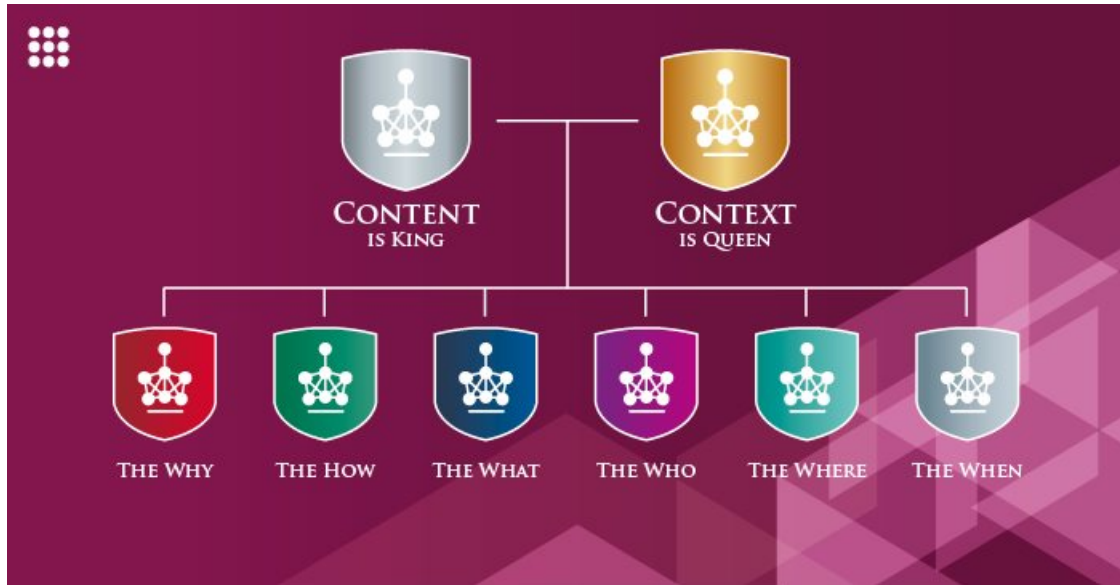 Content
is King
Context
is Queen
The Why
The How
The What
The Who
The Where
The When